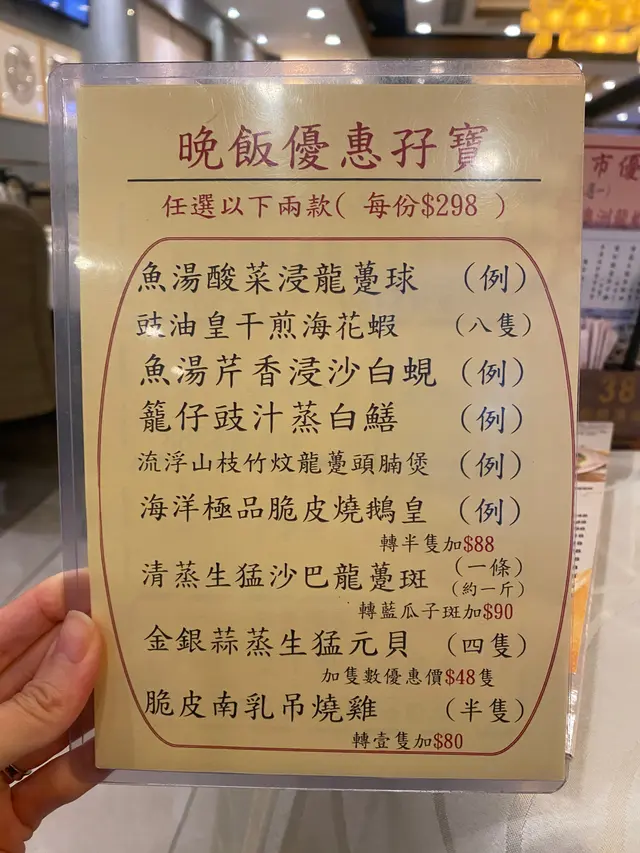 晚飯優惠孖寶
任選以下兩款( 每份$298 )
魚湯酸菜浸龍躉球 (例)
豉油皇干煎海花蝦 (八隻)
魚湯芹香浸沙白蜆 (例)
籠仔豉汁蒸白鱔 (例)
流浮山枝竹炆龍躉頭腩煲 (例)
海洋極品脆皮燒鵝皇 (例)
轉半隻加$88
清蒸生猛沙巴龍躉斑 (一條)
(約一斤)
轉藍瓜子斑加$90
金銀蒜蒸生猛元貝 (四隻)
加隻數優惠價$48隻
脆皮南乳吊燒雞 (半隻)
轉壹隻加$80
市優
38